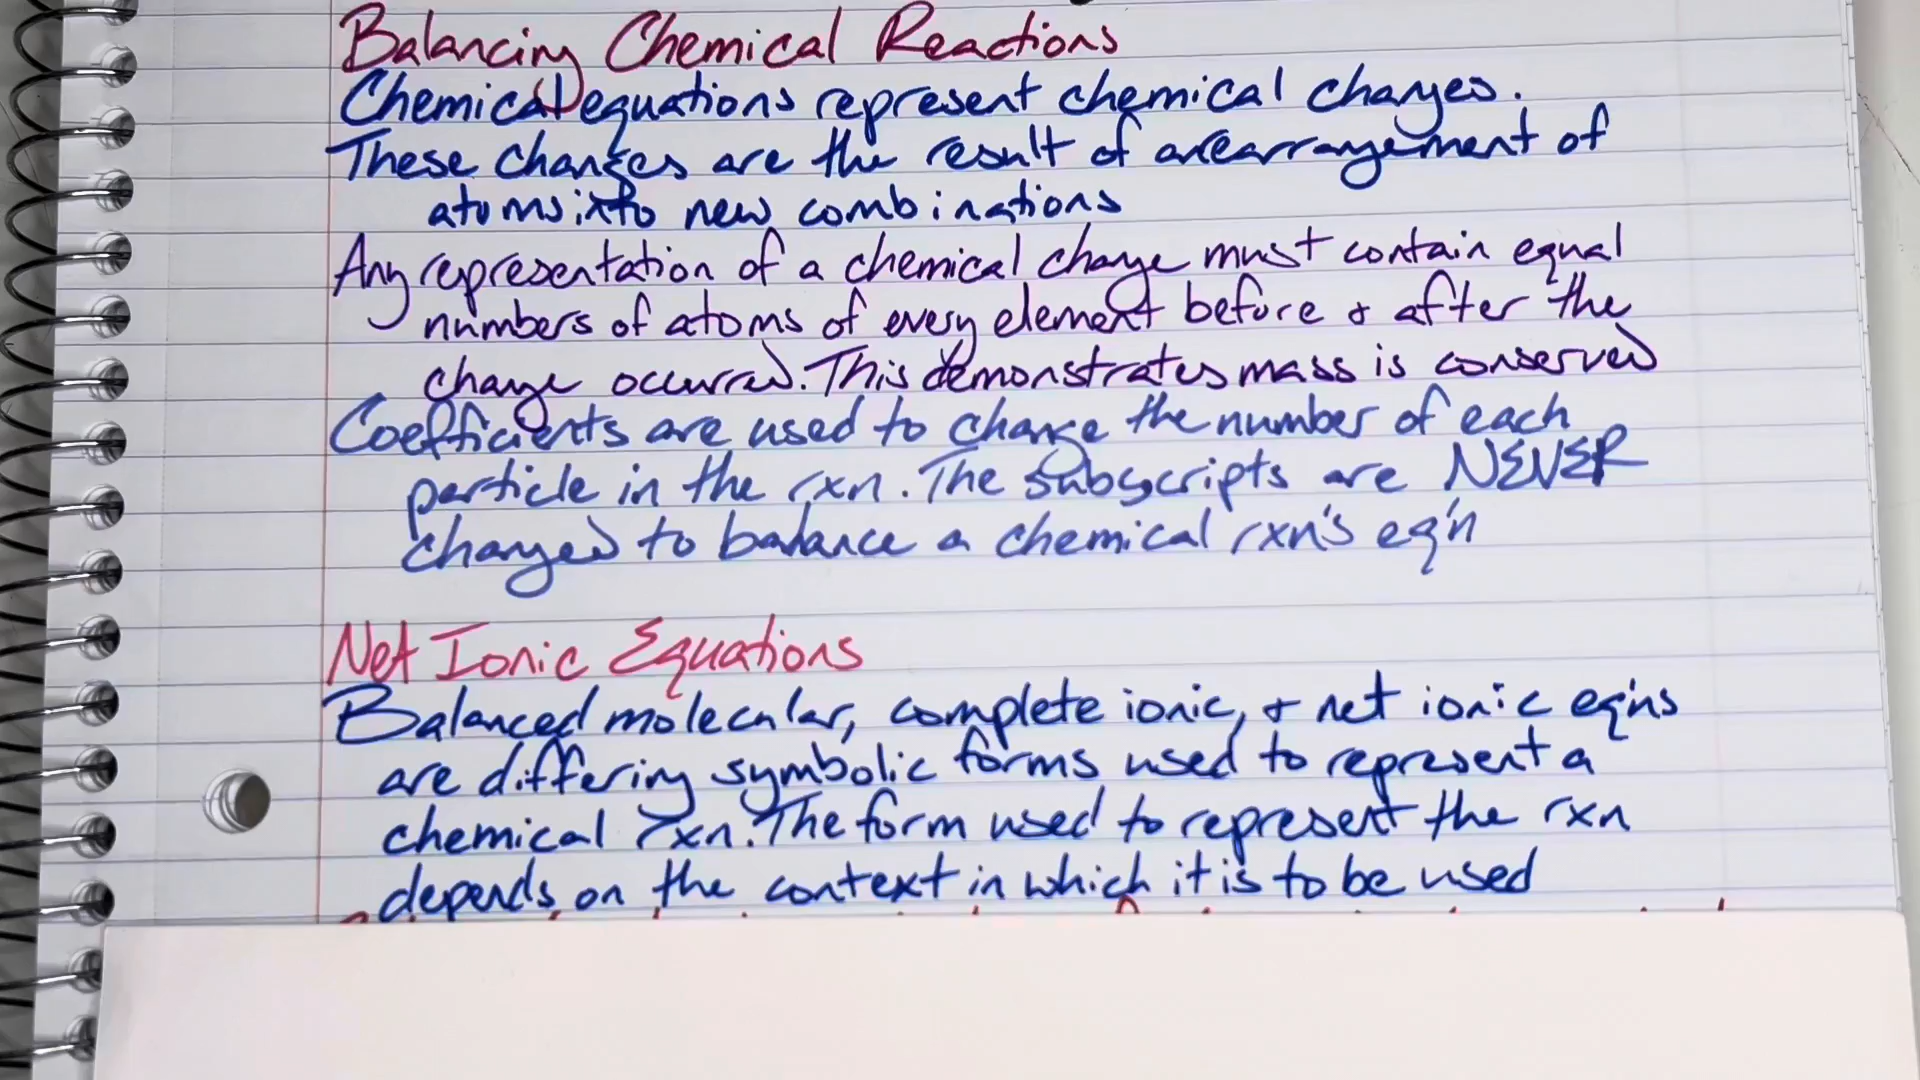 Balancing Chemical Reactions
Chemical equations represent chemical changes.
These changes are the result of a rearrangement of
atoms into new combinations
Any representation of a chemical change must contain equal
numbers of atoms of every element before & after the
change occurred. This demonstrates mass is conserved
Coefficients are used to change the number of each
particle in the rxn. The subscripts are NEVER
changed to balance a chemical rxn's eq'n
Net Ionic Equations
Balanced molecular, complete ionic, & net ionic eq'ns
are differing symbolic forms used to represent a
chemical rxn. The form used to represent the rxn
depends on the context in which it is to be used